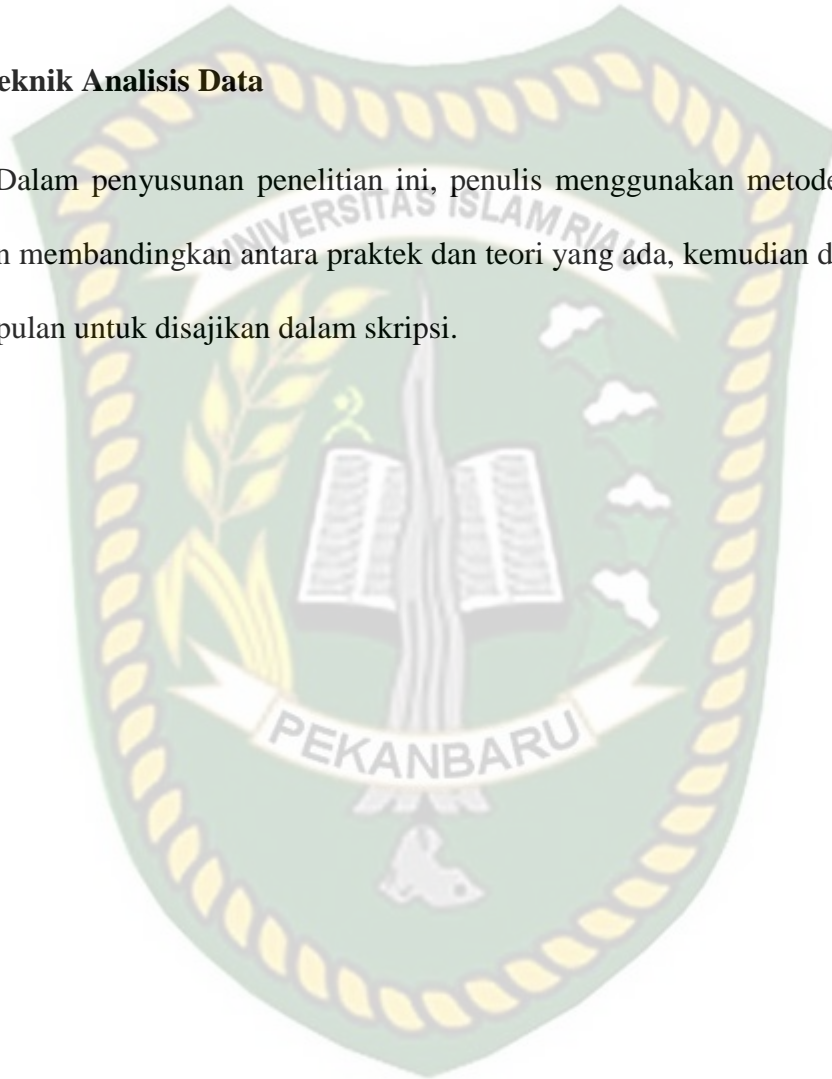 eknik Analisis Data
Dalam penyusunan penelitian ini, penulis menggunakan metode
n membandingkan antara praktek dan teori yang ada, kemudian d
pulan untuk disajikan dalam skripsi.
UNIVERSITAS ISLAM RIAU
PEKANBARU